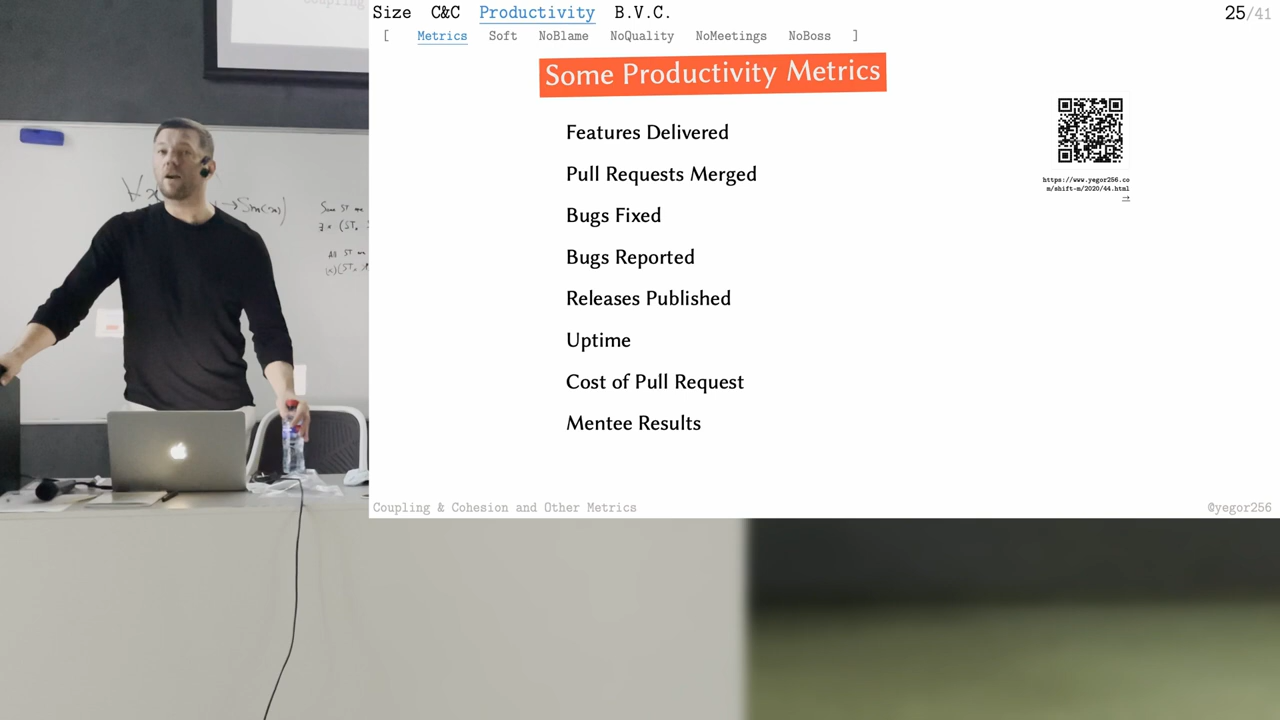 Size C&C Productivity B.V.C.
25/41
[ Metrics Soft NoBlame NoQuality NoMeetings NoBoss ]
Some Productivity Metrics
Features Delivered
Pull Requests Merged
Bugs Fixed
Bugs Reported
Releases Published
Uptime
Cost of Pull Request
Mentee Results
https://www.yegor256.co
m/shift-m/2020/44.html
→
Coupling & Cohesion and Other Metrics
@yegor256